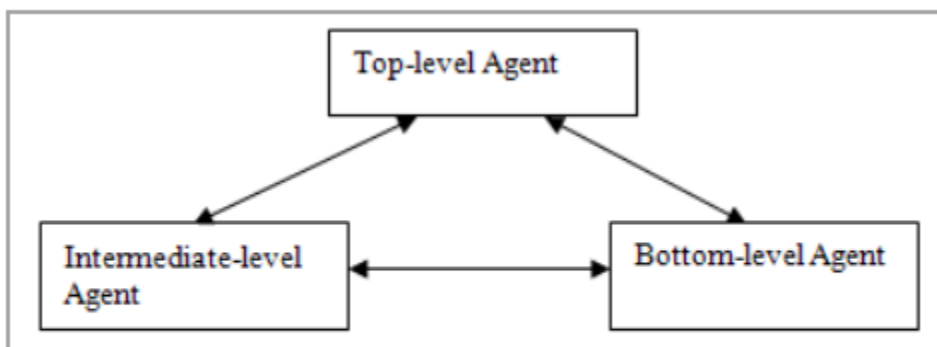 Top-level Agent
Intermediate-level
Agent
Bottom-level Agent